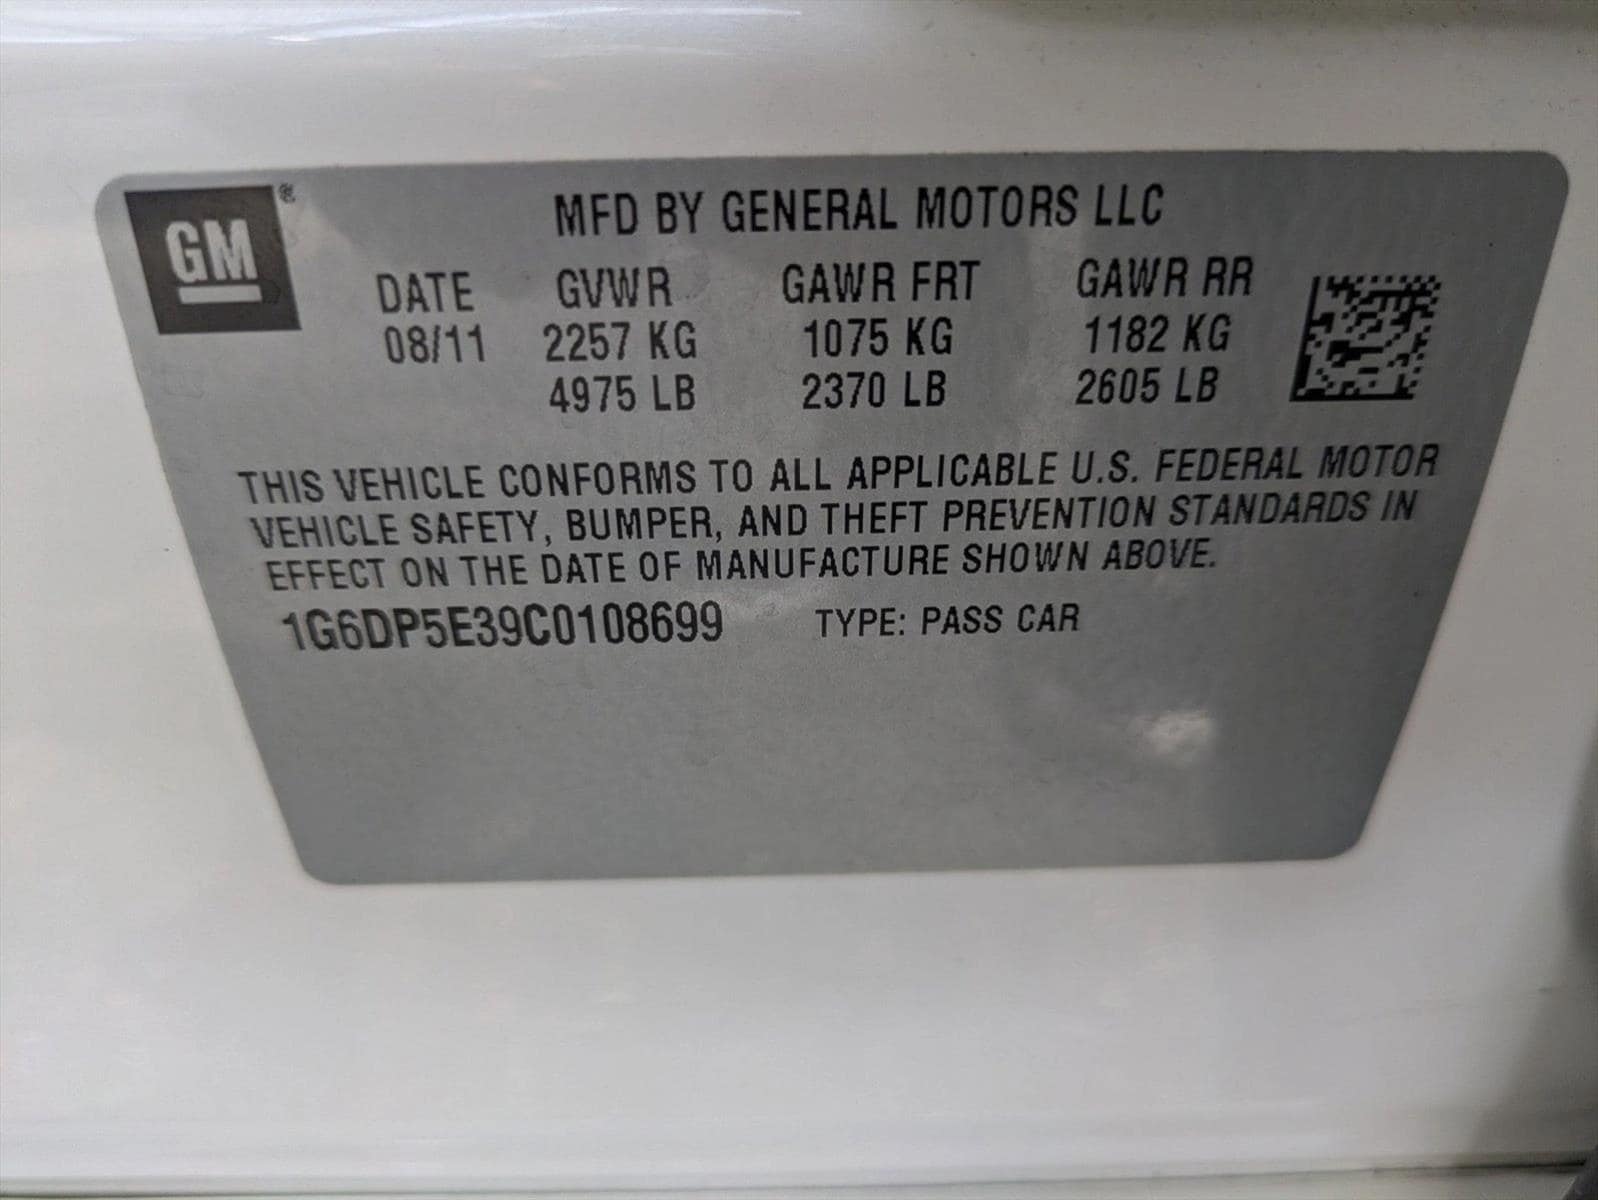 GM®
MFD BY GENERAL MOTORS LLC
DATE GVWR GAWR FRT GAWR RR
08/11 2257 KG 1075 KG 1182 KG
4975 LB 2370 LB 2605 LB
THIS VEHICLE CONFORMS TO ALL APPLICABLE U.S. FEDERAL MOTOR
VEHICLE SAFETY, BUMPER, AND THEFT PREVENTION STANDARDS IN
EFFECT ON THE DATE OF MANUFACTURE SHOWN ABOVE.
1G6DP5E39C0108699 TYPE: PASS CAR